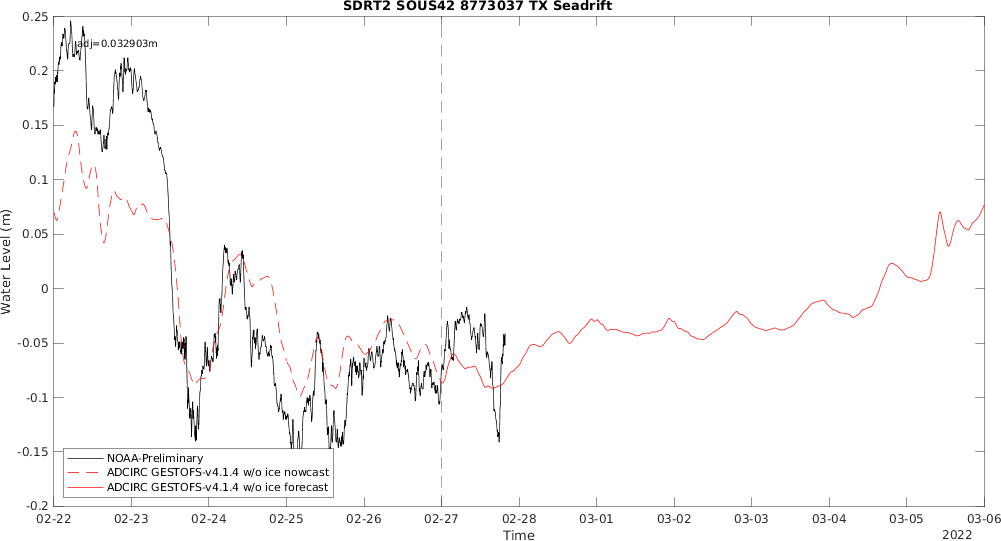 SDRT2 SOUS42 8773037 TX Seadrift
adj=0.032903m
0.25
0.2
0.15
0.1
0.05
0
-0.05
-0.1
-0.15
-0.2
Water Level (m)
NOAA-Preliminary
ADCIRC GESTOFS-v4.1.4 w/o ice nowcast
ADCIRC GESTOFS-v4.1.4 w/o ice forecast
02-22 02-23 02-24 02-25 02-26 02-27 02-28 03-01 03-02 03-03 03-04 03-05 03-06
Time
2022